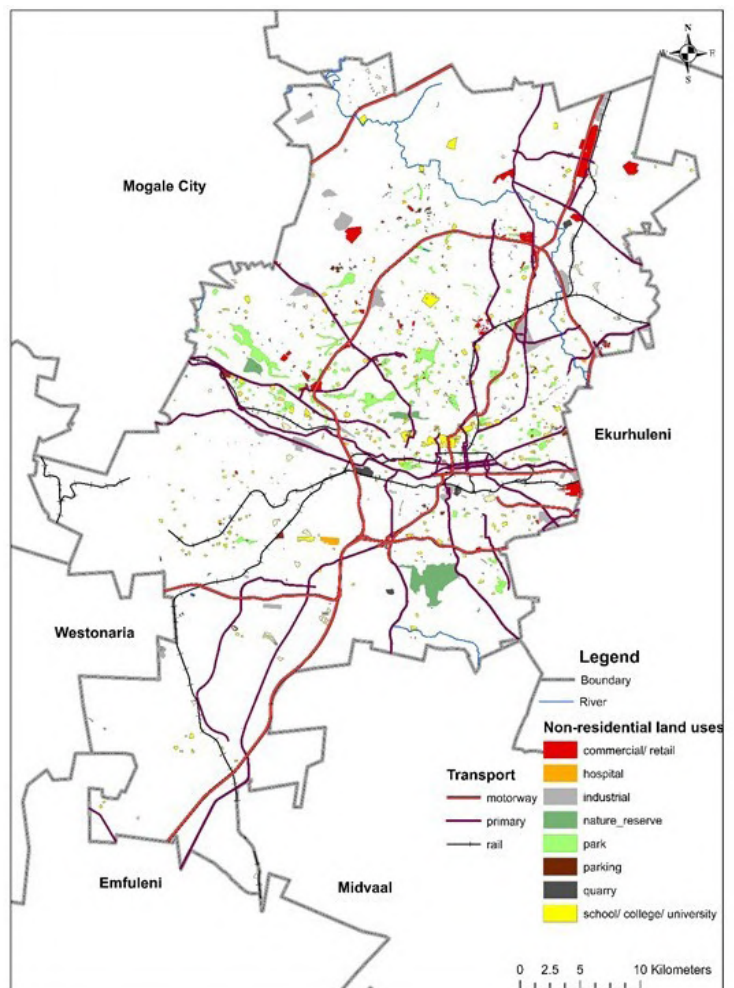 N
W E
S
Mogale City
Ekurhuleni
Westonaria
Legend
Boundary
River
Non-residential land uses
commercial/ retail
Transport
hospital
motorway
industrial
primary
nature_reserve
rail
park
parking
quarry
school/ college/ university
Emfuleni
Midvaal
0 2.5 5 10 Kilometers